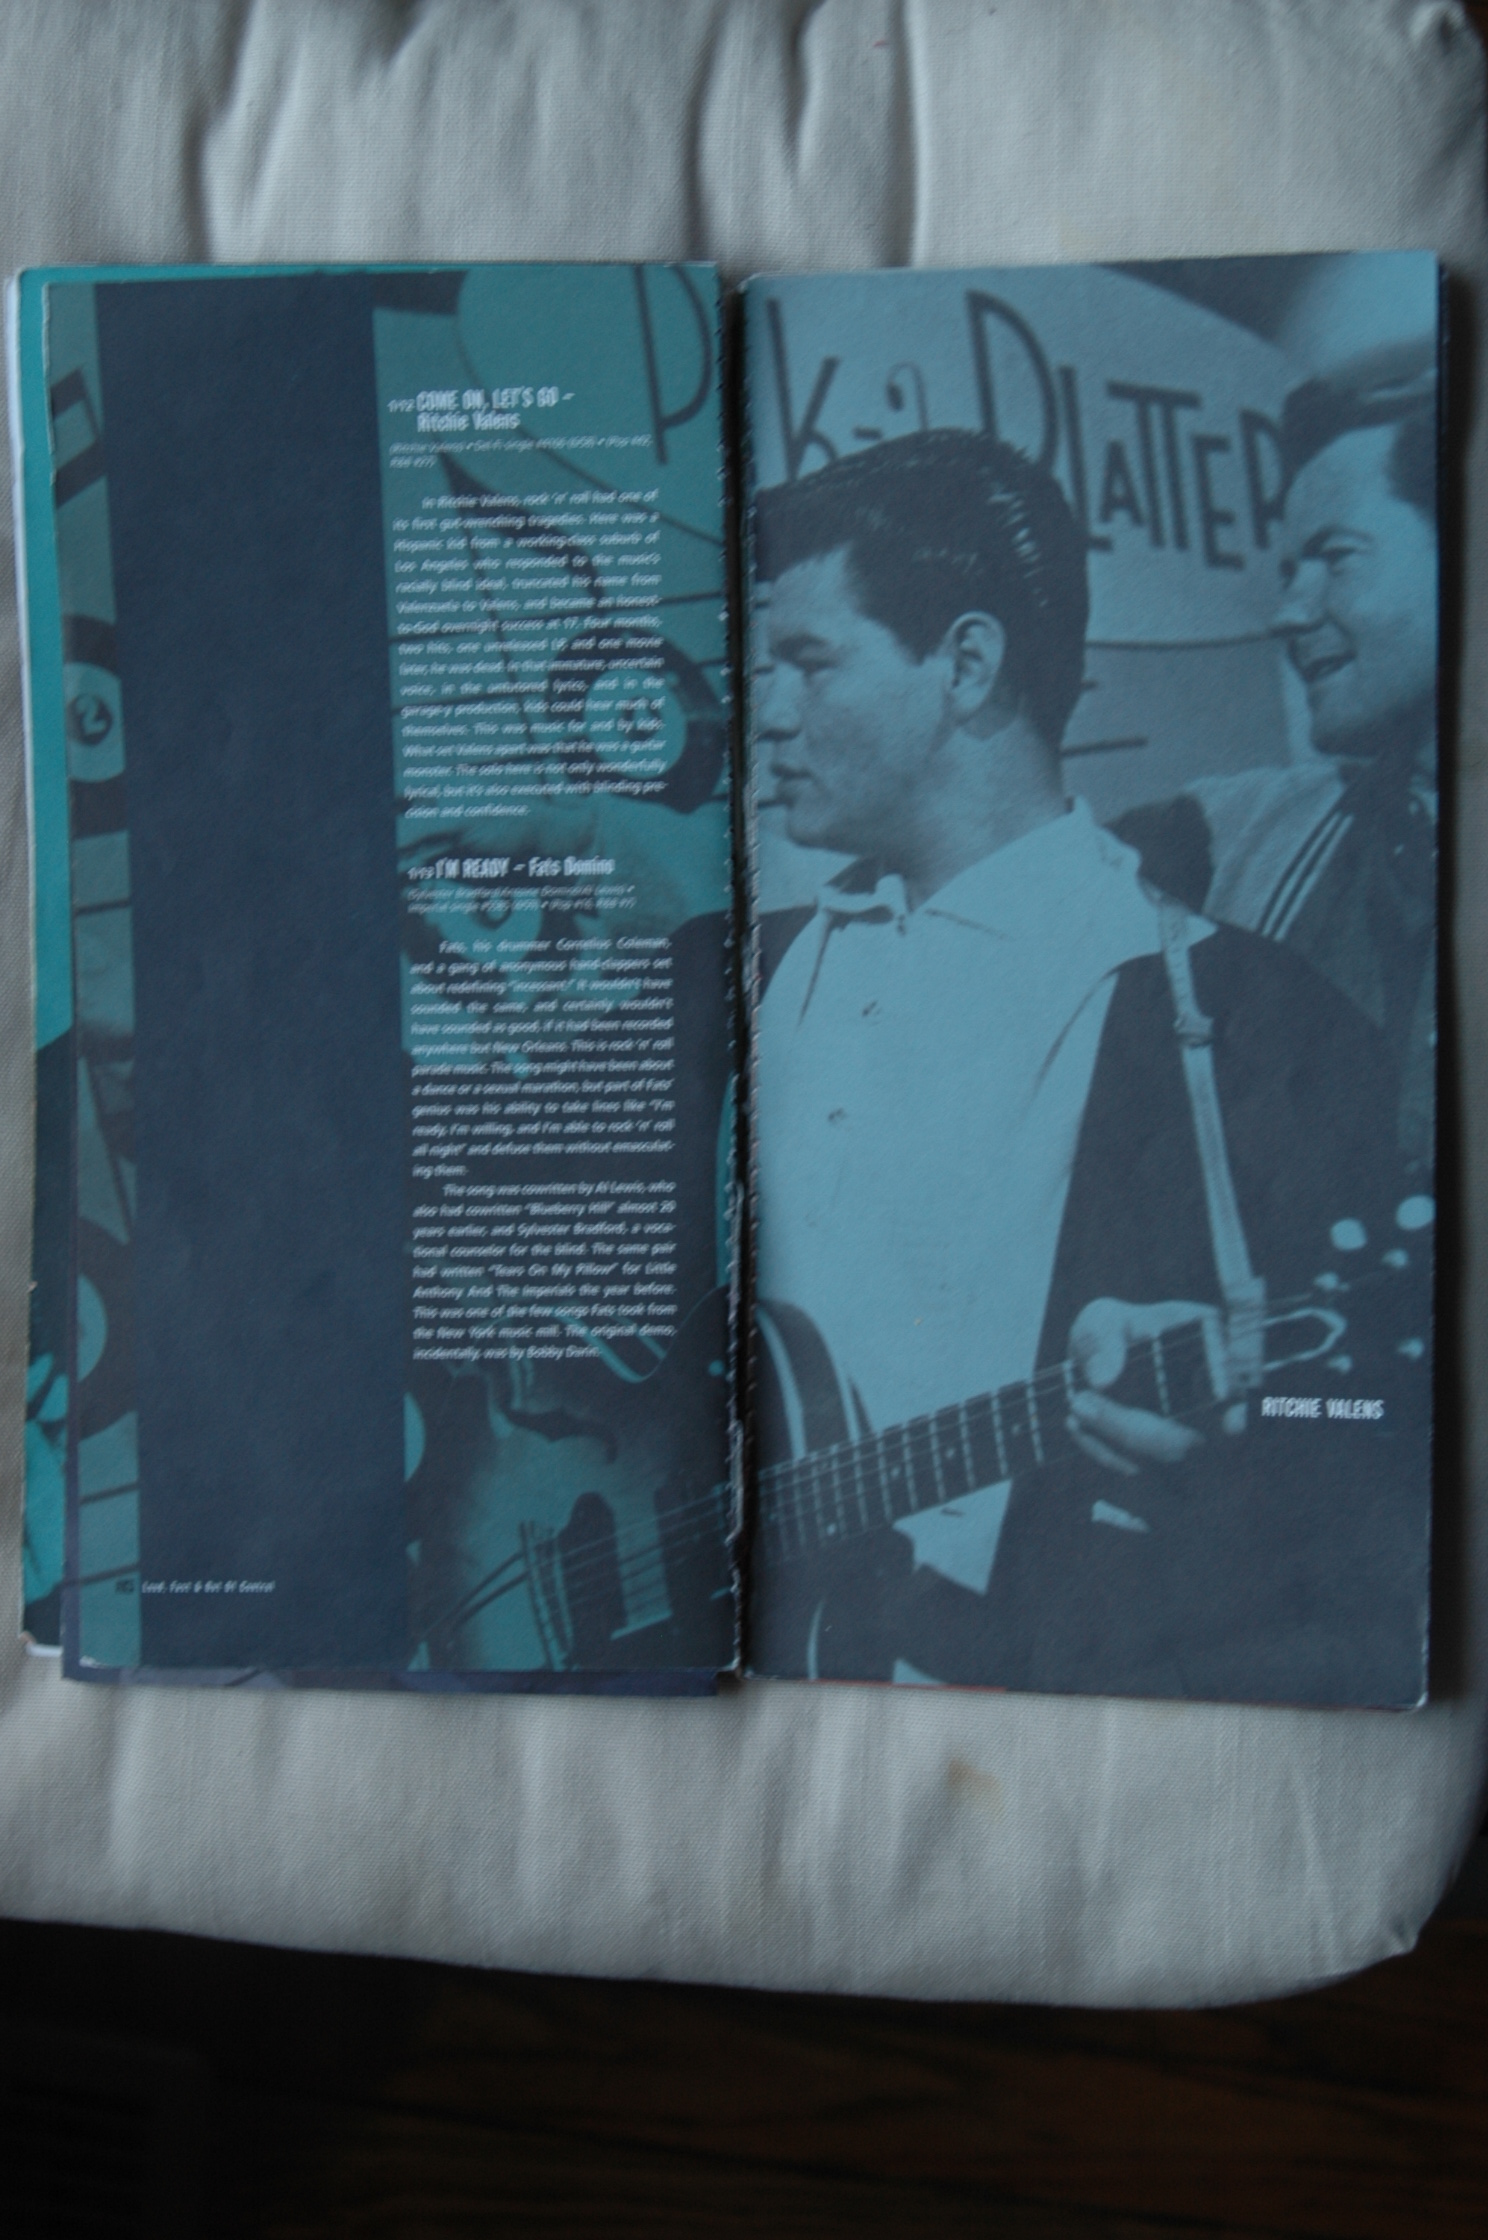 COME ON, LET'S GO –
Ritchie Valens
In Ritchie Valens, rock 'n' roll had one of
its first gut-wrenching tragedies. Here was a
Hispanic kid from a working-class suburb of
Los Angeles who responded to the music's
racially blind ideal, truncated his name from
Valenzuela to Valens, and became an honest-
to-God overnight success at 17. Four months,
two hits, one unreleased LP and one movie
later, he was dead. In that immature, uncertain
voice, in the untutored lyrics, and in the
garage-y production, kids could hear much of
themselves. This was music for and by kids.
What set Valens apart was that he was a guitar
monster. The solo here is not only wonderfully
lyrical, but it's also executed with blinding pre-
cision and confidence.
I'M READY – Fats Domino
Fats, his drummer Cornelius Coleman,
and a gang of anonymous hand-clappers set
about redefining "incessant." It wouldn't have
sounded the same, and certainly wouldn't
have sounded as good, if it had been recorded
anywhere but New Orleans. This is rock 'n' roll
parade music. The song might have been about
a dance or a sexual marathon, but part of Fats'
genius was his ability to take lines like "I'm
ready, I'm willing, and I'm able to rock 'n' roll
all night" and defuse them without emasculat-
ing them.
The song was cowritten by Al Lewis, who
also had cowritten "Blueberry Hill" almost 20
years earlier, and Sylvester Bradford, a voca-
tional counselor for the blind. The same pair
had written "Tears On My Pillow" for Little
Anthony And The Imperials the year before.
This was one of the few songs Fats took from
the New York music mill. The original demo,
incidentally, was by Bobby Darin.
Loud, Fast & Out Of Control
2
PLATTER
RITCHIE VALENS